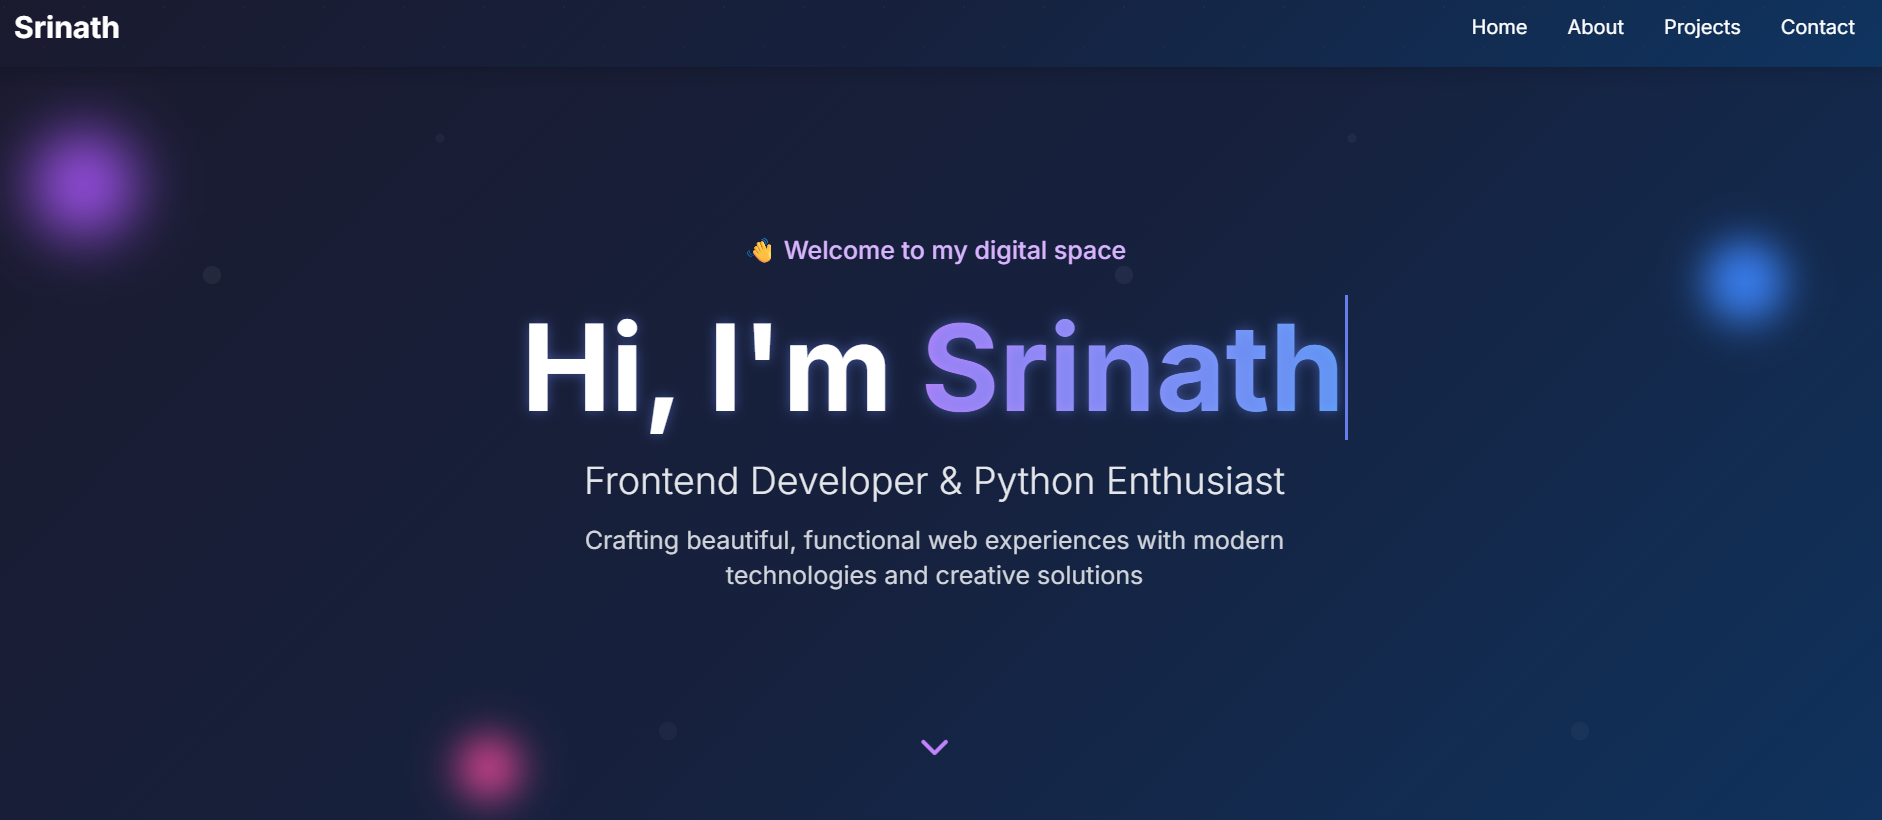 Srinath
Home
About
Projects
Contact
👋 Welcome to my digital space
Hi, I'm Srinath
Frontend Developer & Python Enthusiast
Crafting beautiful, functional web experiences with modern
technologies and creative solutions